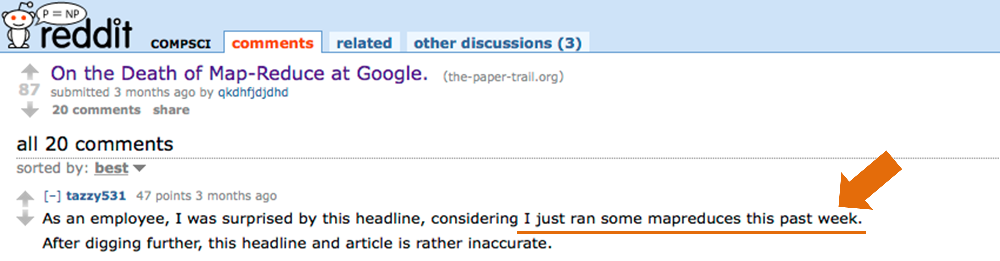 P = NP
reddit COMPSCI comments related other discussions (3)
On the Death of Map-Reduce at Google. (the-paper-trail.org)
87
submitted 3 months ago by qkdhfjdjdhd
20 comments share
all 20 comments
sorted by: best
[–] tazzy531 47 points 3 months ago
As an employee, I was surprised by this headline, considering I just ran some mapreduces this past week.
After digging further, this headline and article is rather inaccurate.